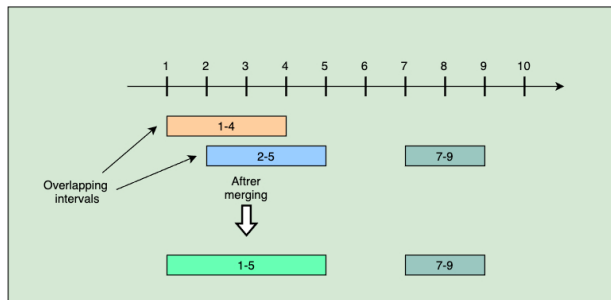 1 2 3 4 5 6 7 8 9 10
1-4
2-5 7-9
Overlapping
intervals
Aftrer
merging
1-5 7-9